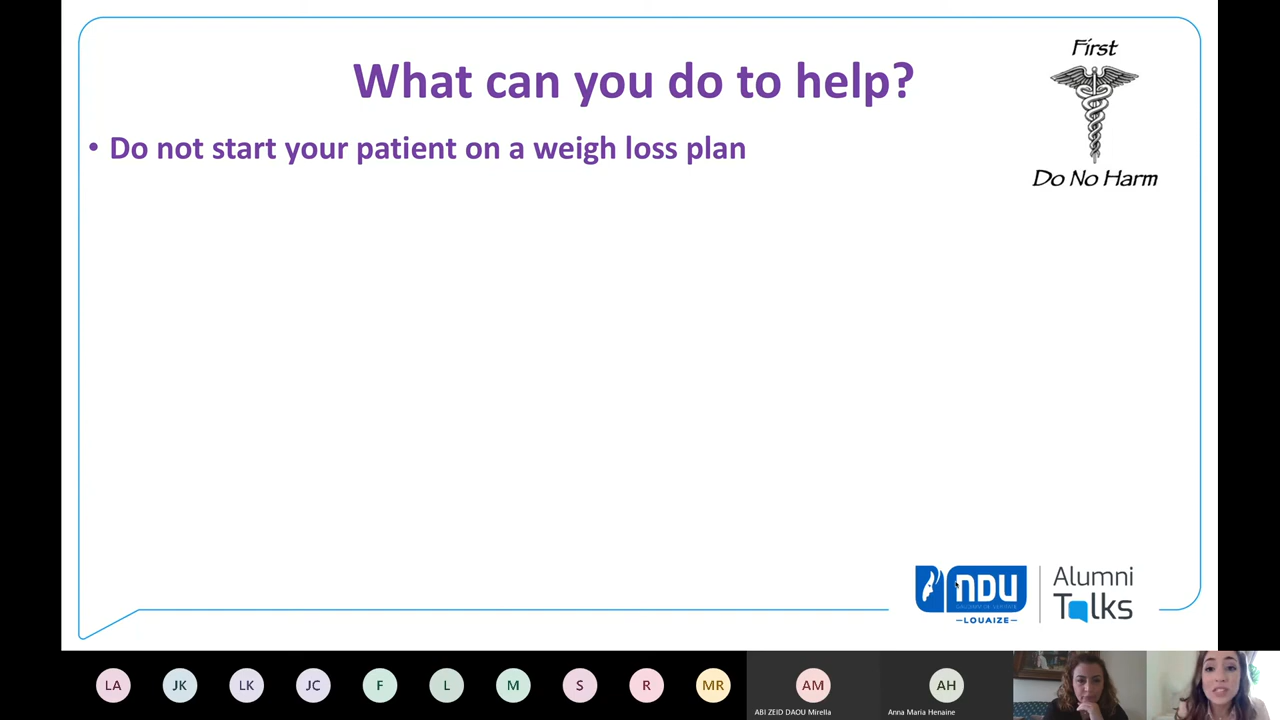 First
What can you do to help?
• Do not start your patient on a weigh loss plan
Do No Harm
NDU
LOUAIZE
Alumni
Talks
LA
JK
LK
JC
F
L
M
S
R
MR
AM
AH
ABI ZEID DAOU Mirella
Anna Maria Henaine